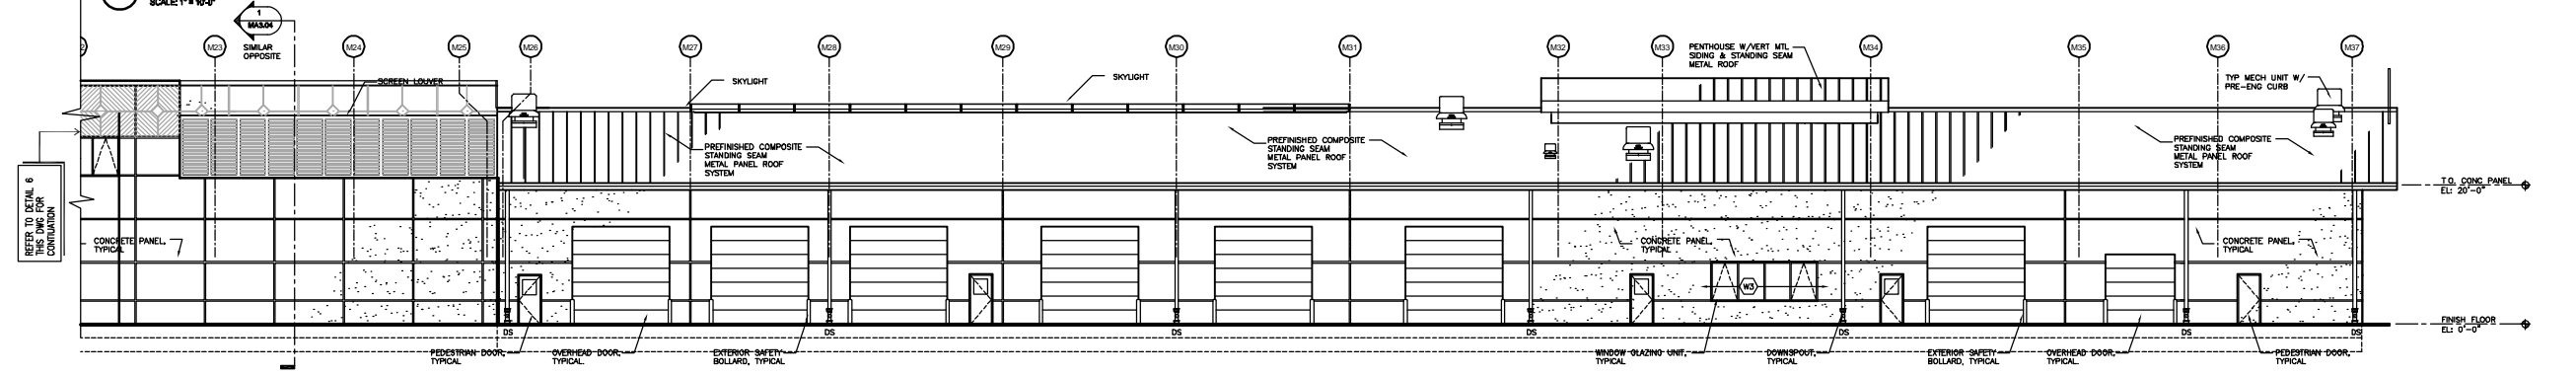 SCALE: 1" = 10'-0"
1
MA3.04
SIMILAR
OPPOSITE
M23
M24
M25
M26
M27
M28
M29
M30
M31
M32
M33
M34
M35
M36
M37
PENTHOUSE W/VERT MTL
SIDING & STANDING SEAM
METAL ROOF
SCREEN LOUVER
SKYLIGHT
SKYLIGHT
TYP MECH UNIT W/
PRE-ENG CURB
PREFINISHED COMPOSITE
STANDING SEAM
METAL PANEL ROOF
SYSTEM
PREFINISHED COMPOSITE
STANDING SEAM
METAL PANEL ROOF
SYSTEM
PREFINISHED COMPOSITE
STANDING SEAM
METAL PANEL ROOF
SYSTEM
T.O. CONC PANEL
EL: 20'-0"
REFER TO DETAIL 6
THIS DWG FOR
CONTIUATION
CONCRETE PANEL,
TYPICAL
CONCRETE PANEL,
TYPICAL
CONCRETE PANEL,
TYPICAL
W3
FINISH FLOOR
EL: 0'-0"
DS
DS
DS
DS
DS
DS
DS
PEDESTRIAN DOOR,
TYPICAL
OVERHEAD DOOR,
TYPICAL.
EXTERIOR SAFETY
BOLLARD, TYPICAL
WINDOW GLAZING UNIT,
TYPICAL
DOWNSPOUT,
TYPICAL
EXTERIOR SAFETY
BOLLARD, TYPICAL
OVERHEAD DOOR,
TYPICAL.
PEDESTRIAN DOOR,
TYPICAL